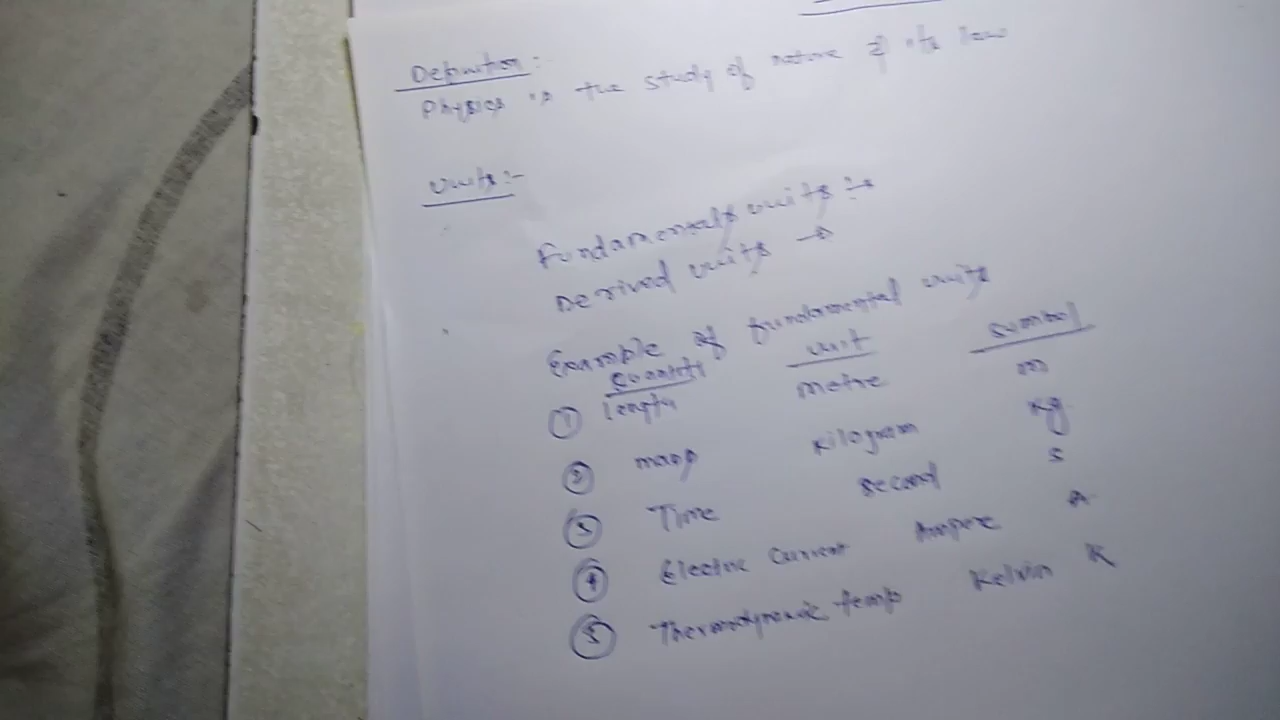 Definition:
Physics is the study of nature & its law
Units:-
Fundamentals units :→
Derived units →
Example of fundamental units
Quantity unit symbol
① length metre m
② mass kilogram kg
③ Time second s
④ Electric current Ampere A
⑤ Thermodynamic temp Kelvin K